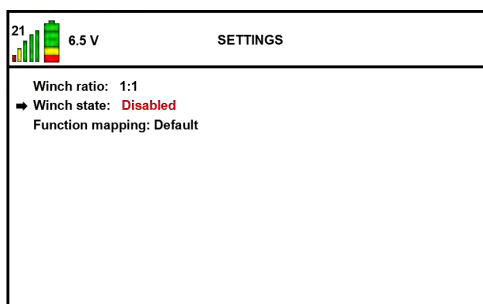 21
6.5 V
SETTINGS
Winch ratio: 1:1
Winch state: Disabled
Function mapping: Default